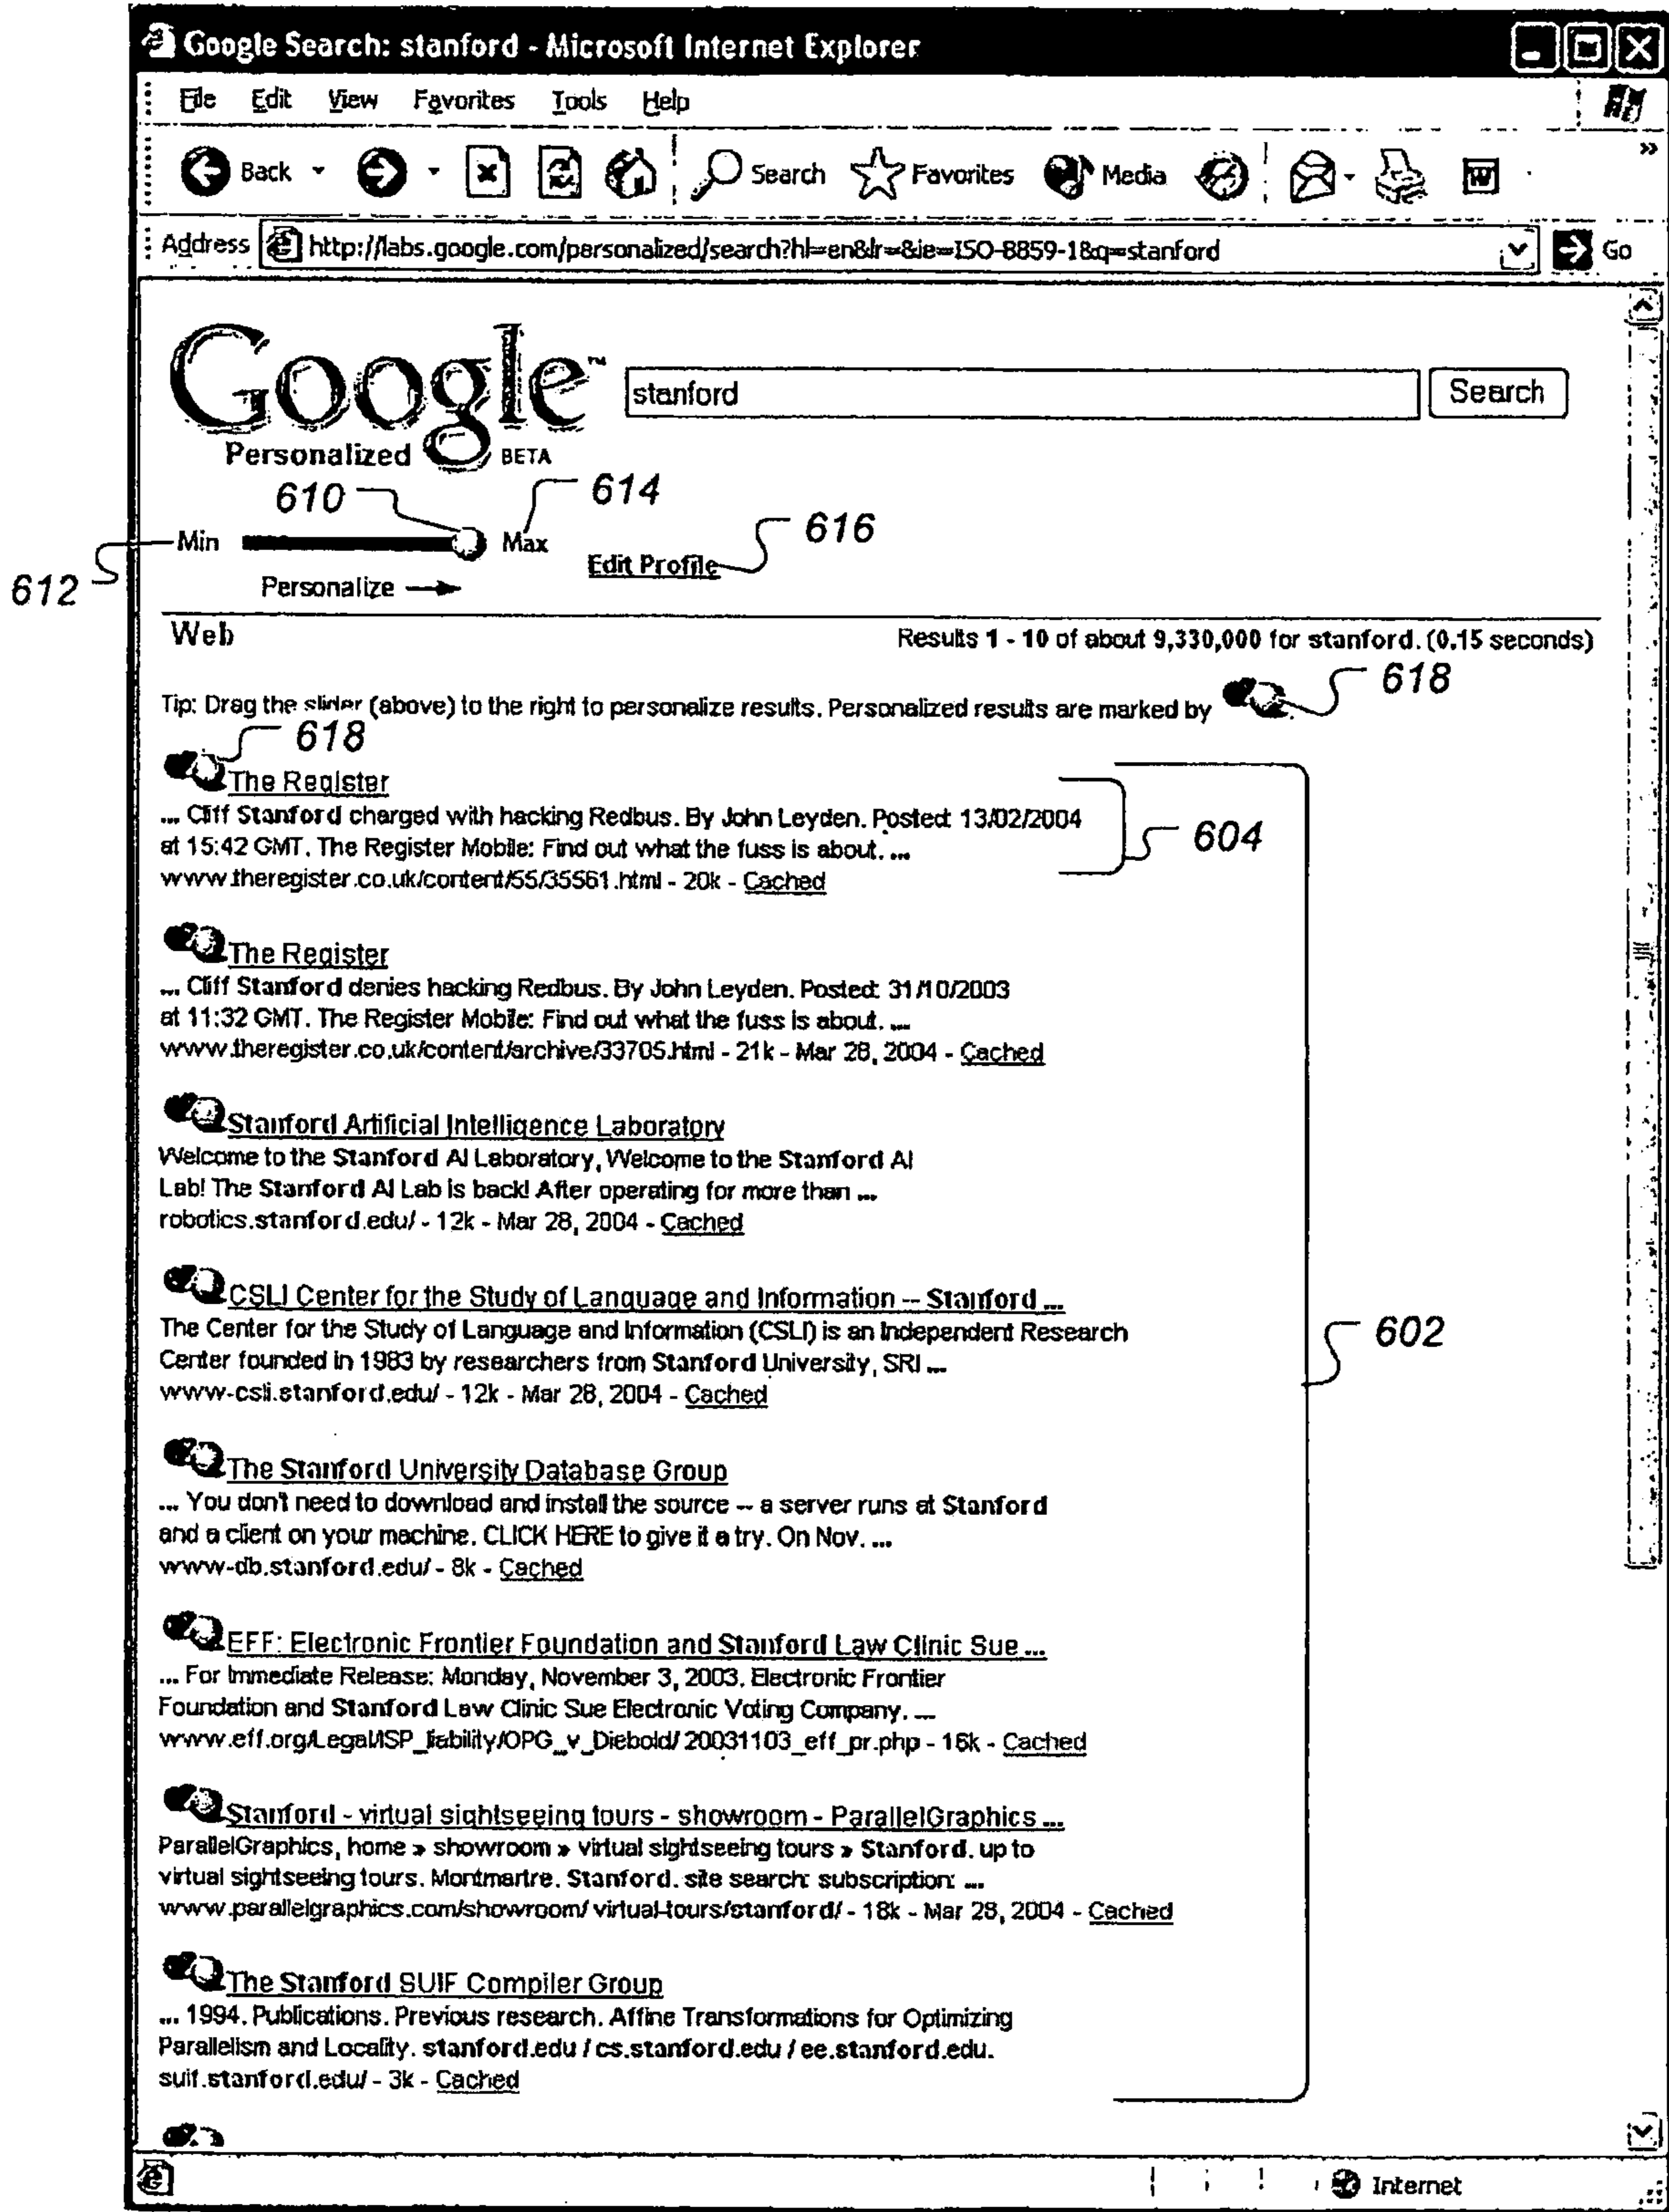 Google Search: stanford - Microsoft Internet Explorer
File Edit View Favorites Tools Help
Back Search Favorites Media
Address http://labs.google.com/personalized/search?hl=en&lr=&ie=ISO-8859-1&q=stanford Go
Google™ stanford Search
Personalized BETA
610 614
Min Max 616
Edit Profile
612 Personalize
Web Results 1 - 10 of about 9,330,000 for stanford. (0.15 seconds)
618
Tip: Drag the slider (above) to the right to personalize results. Personalized results are marked by
618
The Register
... Cliff Stanford charged with hacking Redbus. By John Leyden. Posted: 13/02/2004
604
at 15:42 GMT. The Register Mobile: Find out what the fuss is about. ...
www.theregister.co.uk/content/55/35561.html - 20k - Cached
The Register
... Cliff Stanford denies hacking Redbus. By John Leyden. Posted: 31/10/2003
at 11:32 GMT. The Register Mobile: Find out what the fuss is about. ...
www.theregister.co.uk/content/archive/33705.html - 21k - Mar 28, 2004 - Cached
Stanford Artificial Intelligence Laboratory
Welcome to the Stanford AI Laboratory, Welcome to the Stanford AI
Lab! The Stanford AI Lab is back! After operating for more than ...
robotics.stanford.edu/ - 12k - Mar 28, 2004 - Cached
CSLI Center for the Study of Language and Information -- Stanford ...
The Center for the Study of Language and Information (CSLI) is an Independent Research
602
Center founded in 1983 by researchers from Stanford University, SRI ...
www-csli.stanford.edu/ - 12k - Mar 28, 2004 - Cached
The Stanford University Database Group
... You don't need to download and install the source -- a server runs at Stanford
and a client on your machine. CLICK HERE to give it a try. On Nov. ...
www-db.stanford.edu/ - 8k - Cached
EFF: Electronic Frontier Foundation and Stanford Law Clinic Sue ...
... For Immediate Release: Monday, November 3, 2003. Electronic Frontier
Foundation and Stanford Law Clinic Sue Electronic Voting Company. ...
www.eff.org/Legal/ISP_liability/OPG_v_Diebold/ 20031103_eff_pr.php - 16k - Cached
Stanford - virtual sightseeing tours - showroom - ParallelGraphics ...
ParallelGraphics, home » showroom » virtual sightseeing tours » Stanford. up to
virtual sightseeing tours. Montmartre. Stanford. site search: subscription: ...
www.parallelgraphics.com/showroom/ virtual-tours/stanford/ - 18k - Mar 28, 2004 - Cached
The Stanford SUIF Compiler Group
... 1994. Publications. Previous research. Affine Transformations for Optimizing
Parallelism and Locality. stanford.edu / cs.stanford.edu / ee.stanford.edu.
suif.stanford.edu/ - 3k - Cached
Internet